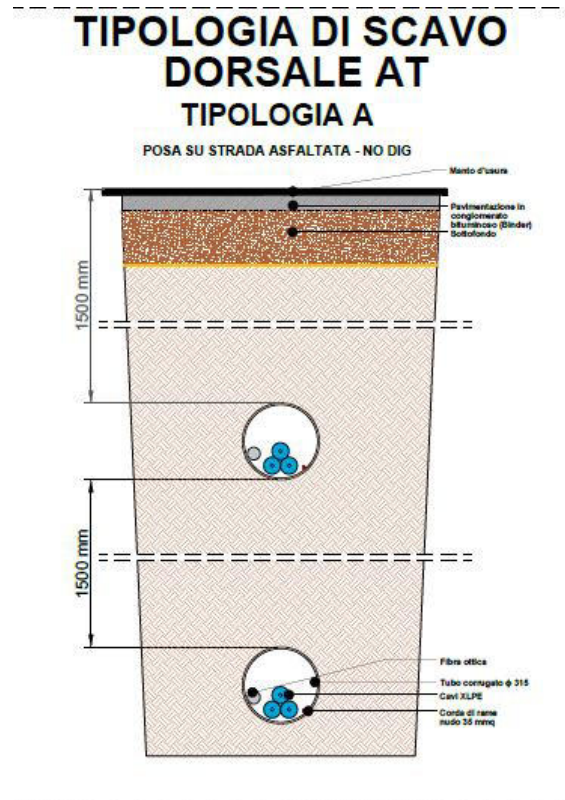 TIPOLOGIA DI SCAVO
DORSALE AT
TIPOLOGIA A
POSA SU STRADA ASFALTATA - NO DIG
Manto d'usura
Pavimentazione in
conglomerato
bituminoso (Binder)
Sottofondo
1500 mm
1500 mm
Fibra ottica
Tubo corrugato ϕ 315
Cavi XLPE
Corda di rame
nudo 35 mmq